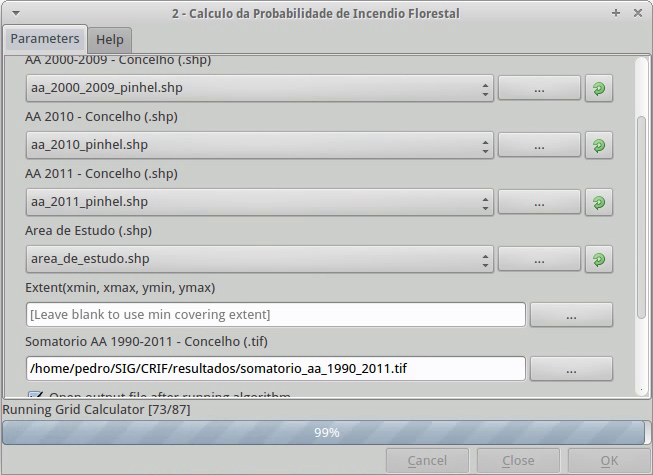 2 - Calculo da Probabilidade de Incendio Florestal
Parameters Help
AA 2000-2009 - Concelho (.shp)
aa_2000_2009_pinhel.shp ...
AA 2010 - Concelho (.shp)
aa_2010_pinhel.shp ...
AA 2011 - Concelho (.shp)
aa_2011_pinhel.shp ...
Area de Estudo (.shp)
area_de_estudo.shp ...
Extent(xmin, xmax, ymin, ymax)
[Leave blank to use min covering extent] ...
Somatorio AA 1990-2011 - Concelho (.tif)
/home/pedro/SIG/CRIF/resultados/somatorio_aa_1990_2011.tif ...
Open output file after running algorithm
Running Grid Calculator [73/87]
99%
Cancel Close OK